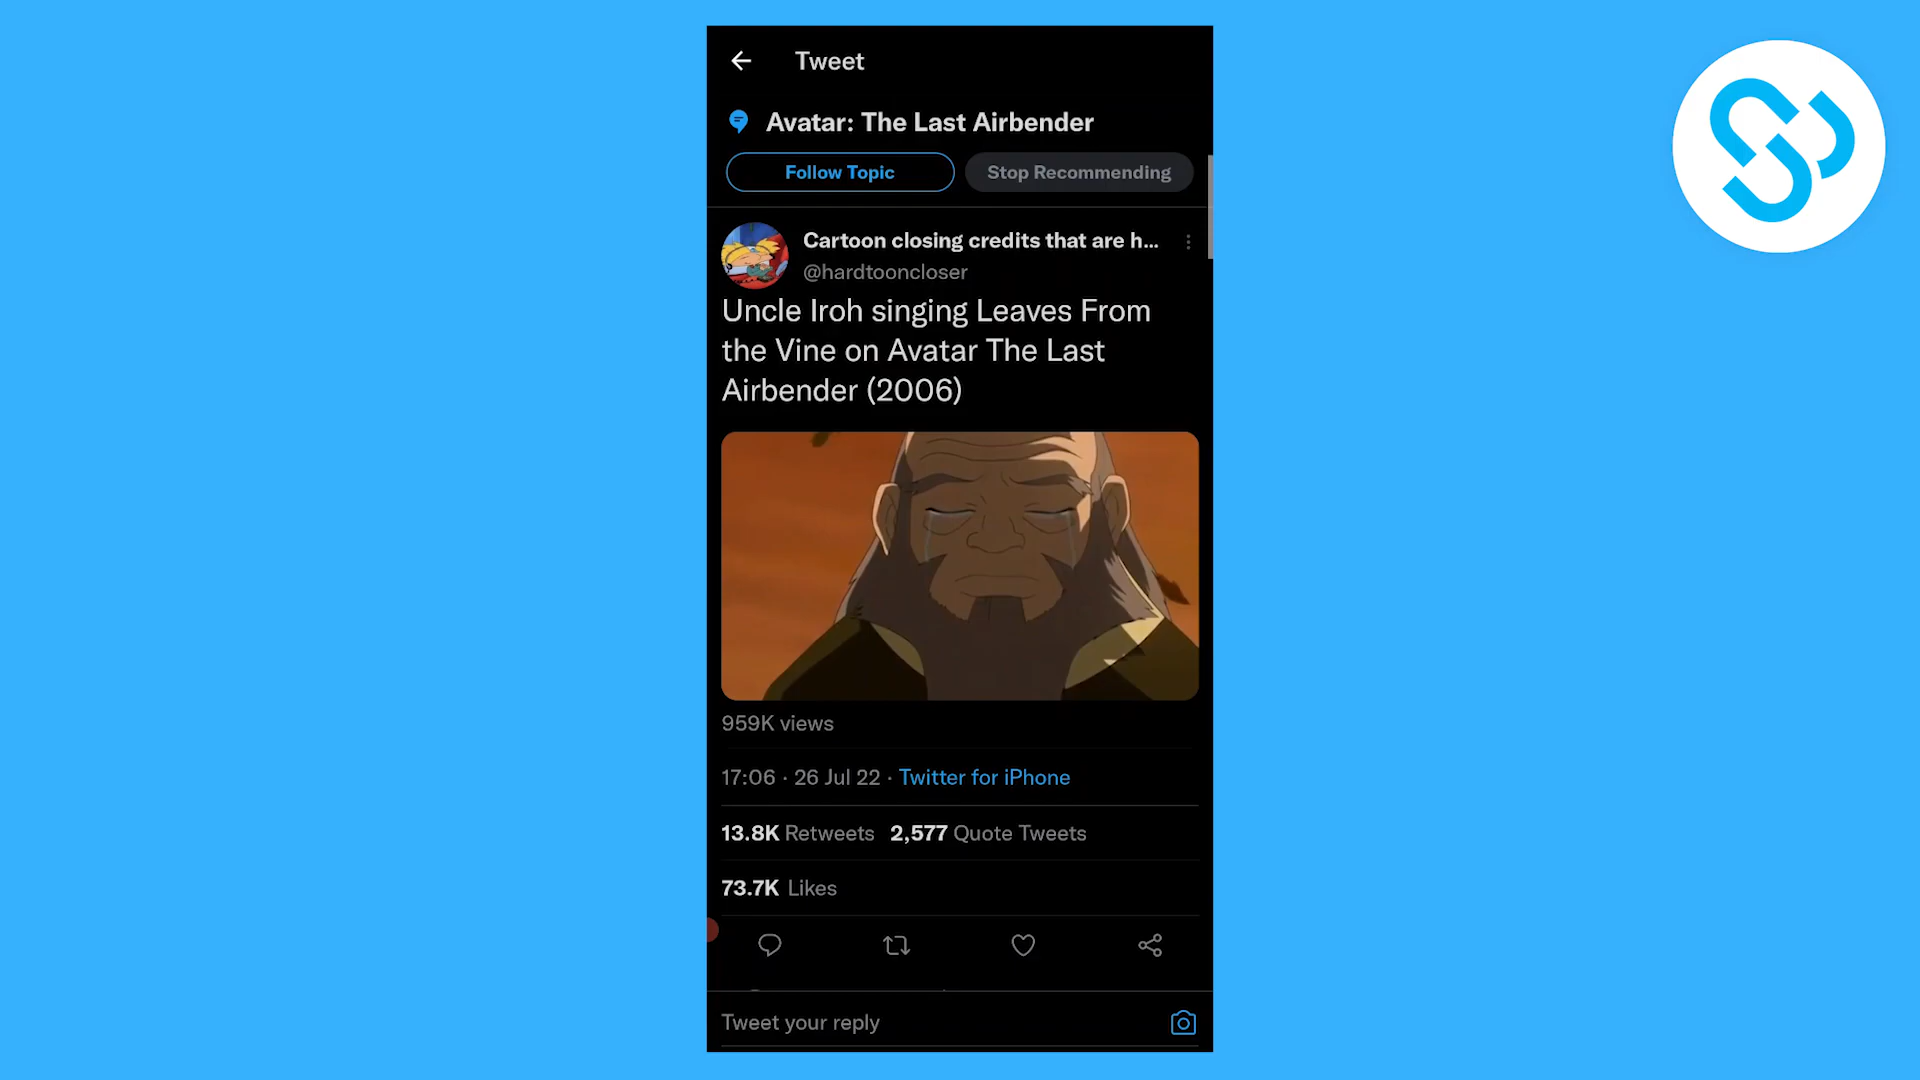 Tweet
Avatar: The Last Airbender
Follow Topic
Stop Recommending
Cartoon closing credits that are h...
@hardtooncloser
Uncle Iroh singing Leaves From
the Vine on Avatar The Last
Airbender (2006)
959K views
17:06 · 26 Jul 22 · Twitter for iPhone
13.8K Retweets 2,577 Quote Tweets
73.7K Likes
Tweet your reply